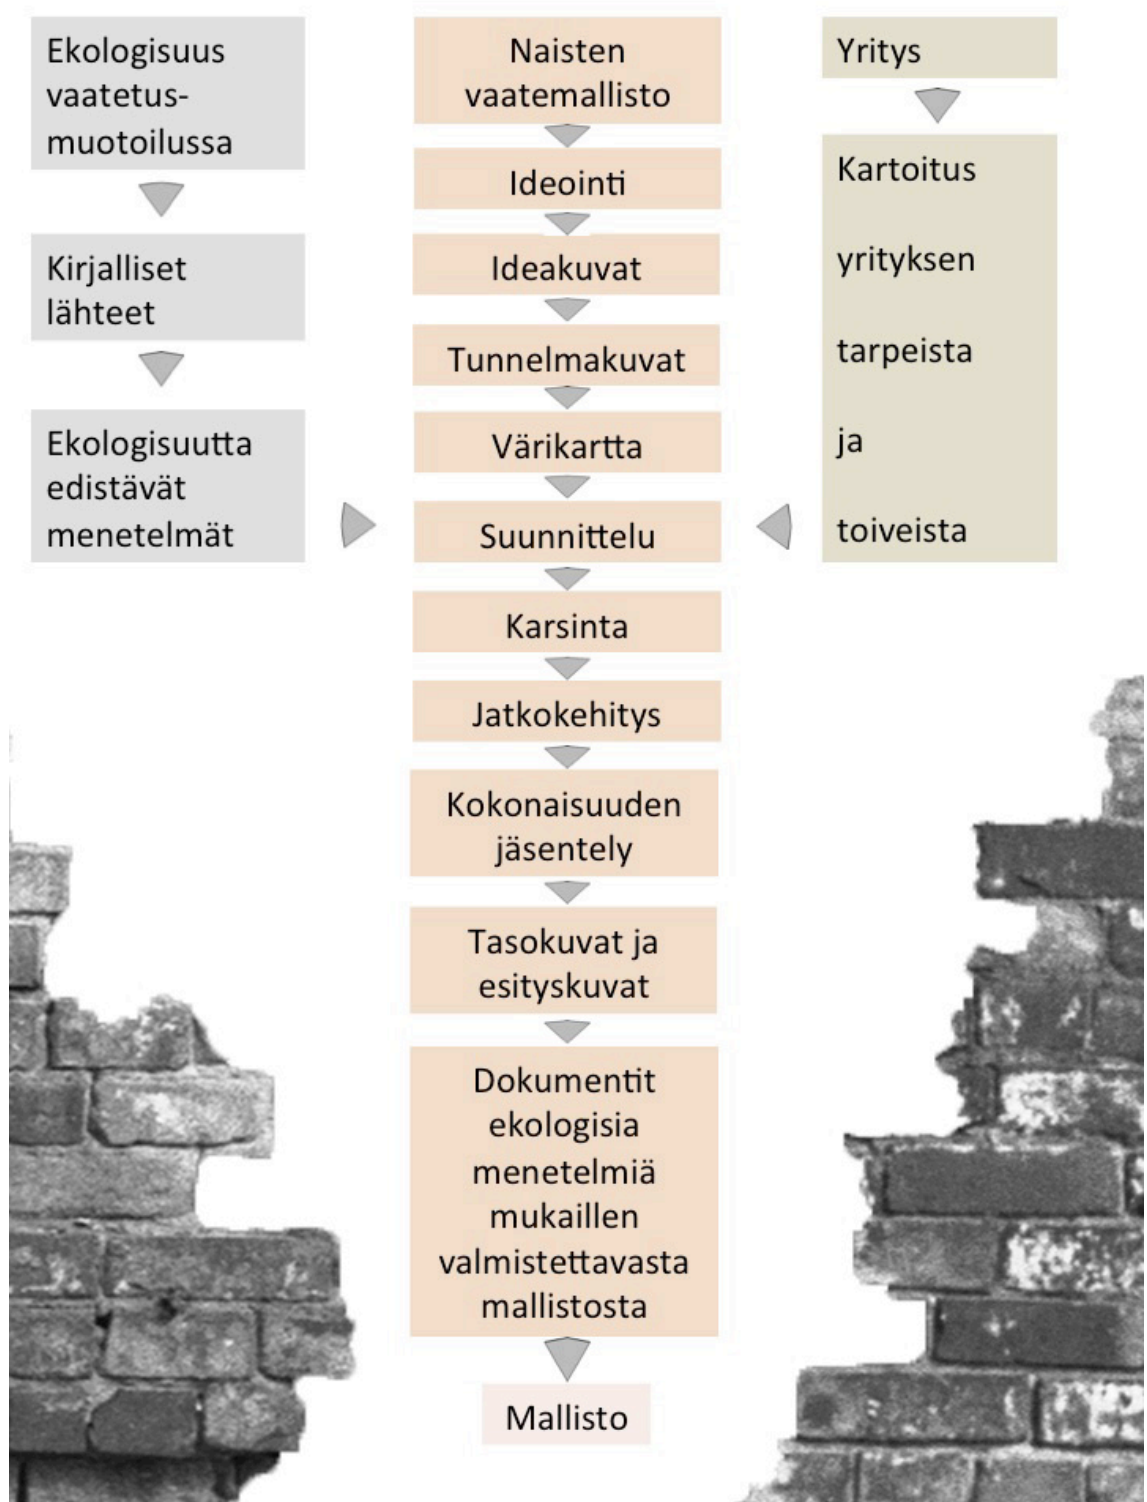 Ekologisuus
vaatetus-
muotoilussa
Kirjalliset
lähteet
Ekologisuutta
edistävät
menetelmät
Naisten
vaatemallisto
Ideointi
Ideakuvat
Tunnelmakuvat
Värikartta
Suunnittelu
Karsinta
Jatkokehitys
Kokonaisuuden
jäsentely
Tasokuvat ja
esityskuvat
Dokumentit
ekologisia
menetelmiä
mukaillen
valmistettavasta
mallistosta
Mallisto
Yritys
Kartoitus
yrityksen
tarpeista
ja
toiveista